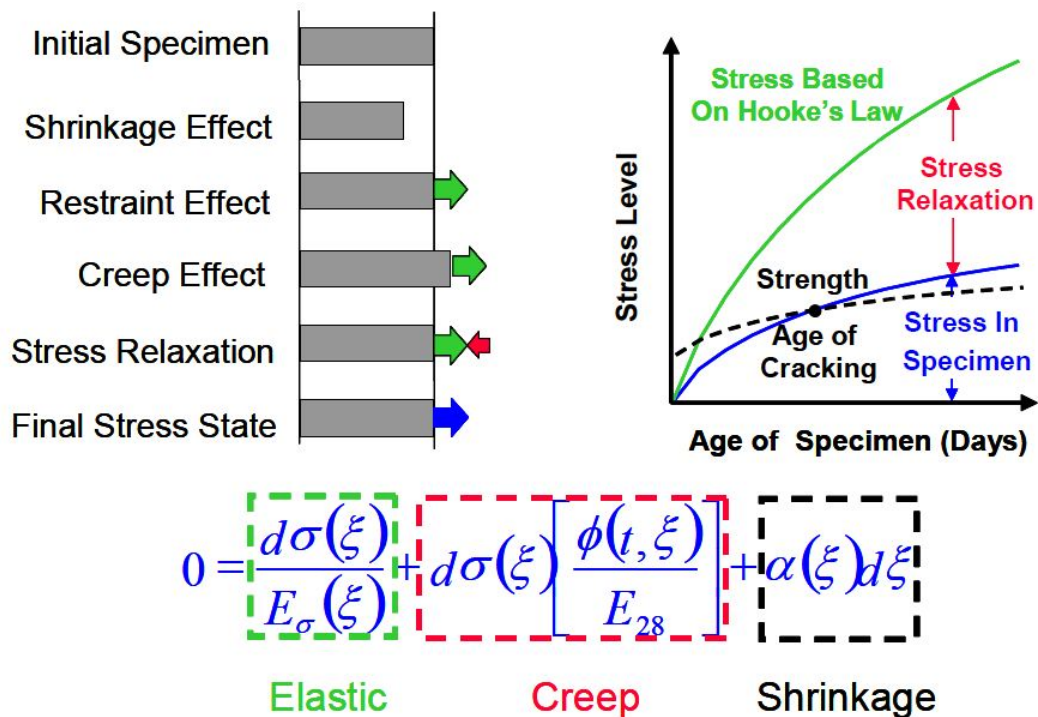 Initial Specimen
Shrinkage Effect
Restraint Effect
Creep Effect
Stress Relaxation
Final Stress State
Stress Level
Stress Based
On Hooke's Law
Stress
Relaxation
Strength
Age of
Cracking
Stress In
Specimen
Age of Specimen (Days)
0 = dσ(ξ)/E_σ(ξ) + dσ(ξ)[ϕ(t,ξ)/E_28] + α(ξ)dξ
Elastic
Creep
Shrinkage